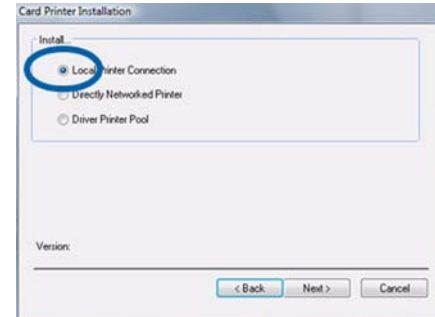 Card Printer Installation
Install...
Local Printer Connection
Directly Networked Printer
Driver Printer Pool
Version:
< Back Next > Cancel